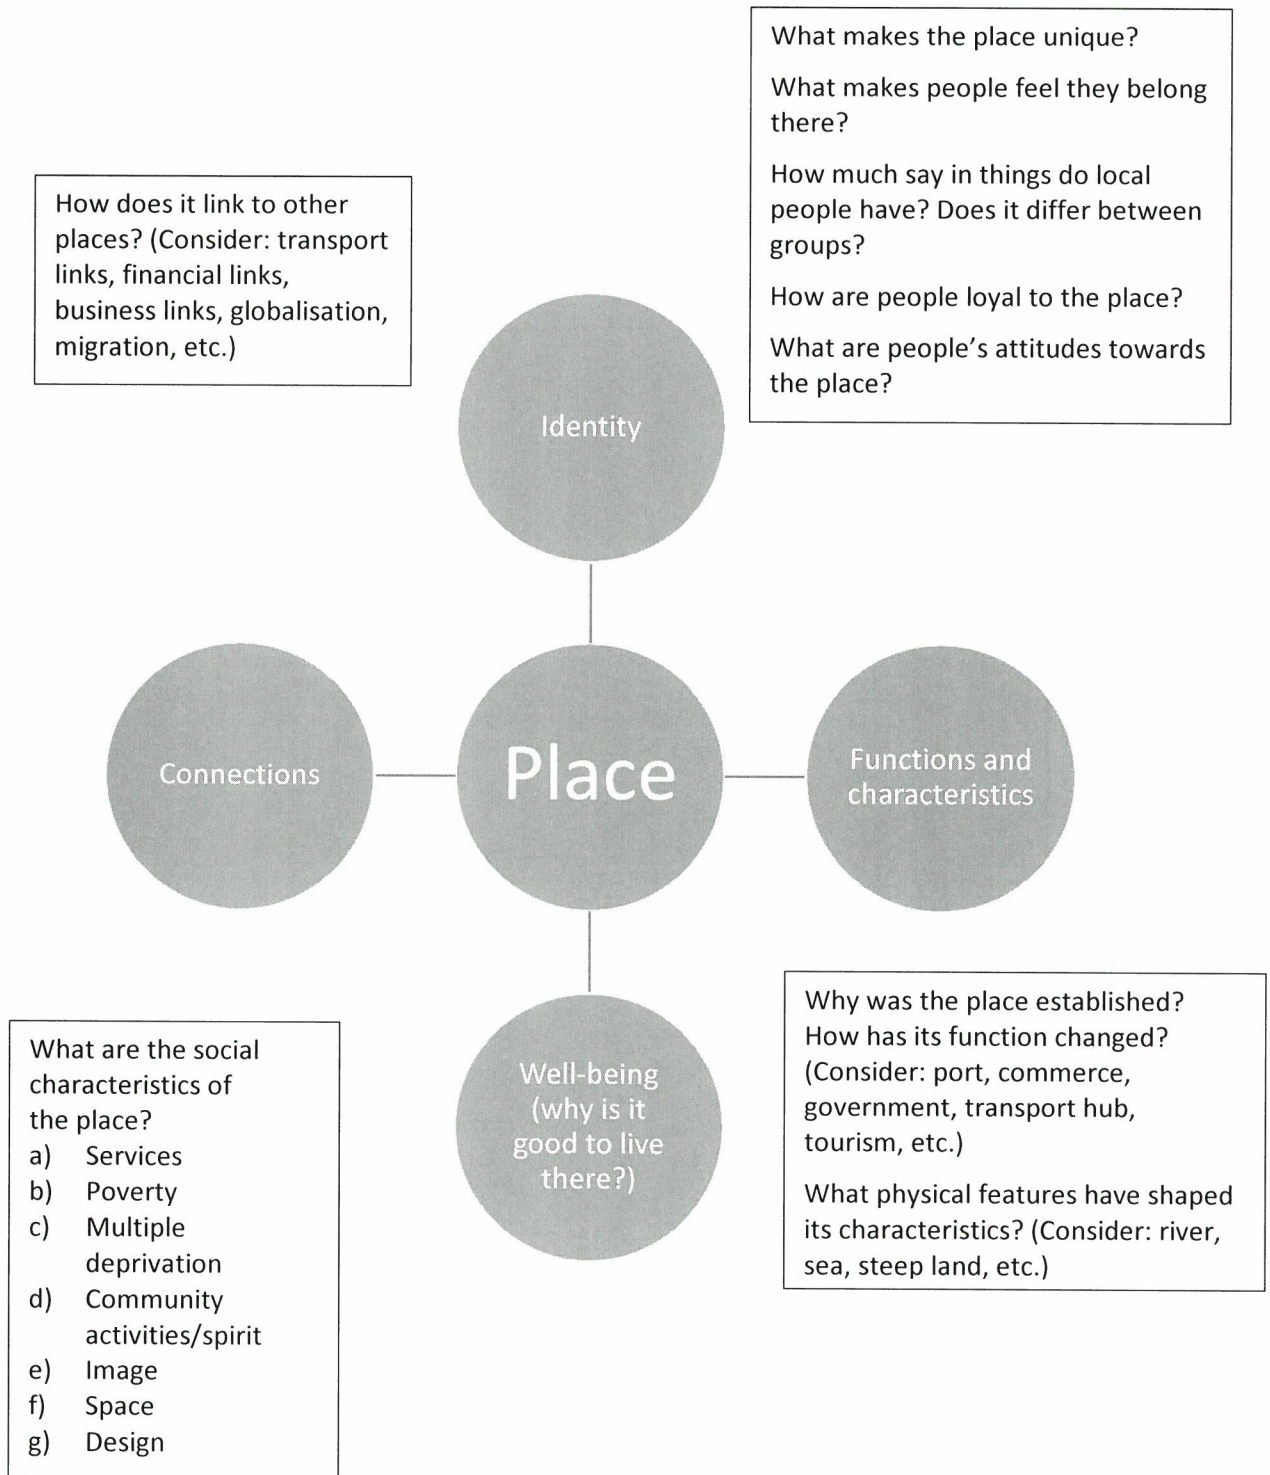 What makes the place unique?
What makes people feel they belong
there?
How much say in things do local
people have? Does it differ between
groups?
How are people loyal to the place?
What are people's attitudes towards
the place?
How does it link to other
places? (Consider: transport
links, financial links,
business links, globalisation,
migration, etc.)
Identity
Connections
Place
Functions and
characteristics
Well-being
(why is it
good to live
there?)
What are the social
characteristics of
the place?
a) Services
b) Poverty
c) Multiple
deprivation
d) Community
activities/spirit
e) Image
f) Space
g) Design
Why was the place established?
How has its function changed?
(Consider: port, commerce,
government, transport hub,
tourism, etc.)
What physical features have shaped
its characteristics? (Consider: river,
sea, steep land, etc.)